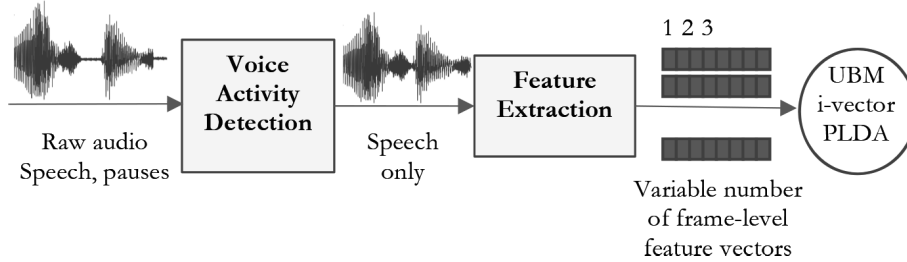 Voice
Activity
Detection
Feature
Extraction
1 2 3
UBM
i-vector
PLDA
Raw audio
Speech, pauses
Speech
only
Variable number
of frame-level
feature vectors